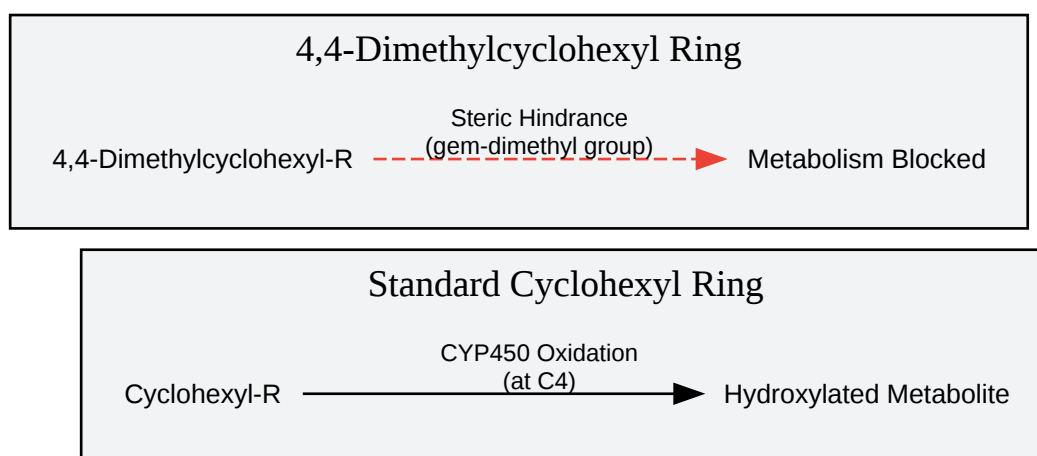 4,4-Dimethylcyclohexyl Ring
Steric Hindrance
(gem-dimethyl group)
4,4-Dimethylcyclohexyl-R
Metabolism Blocked
Standard Cyclohexyl Ring
CYP450 Oxidation
(at C4)
Cyclohexyl-R
Hydroxylated Metabolite